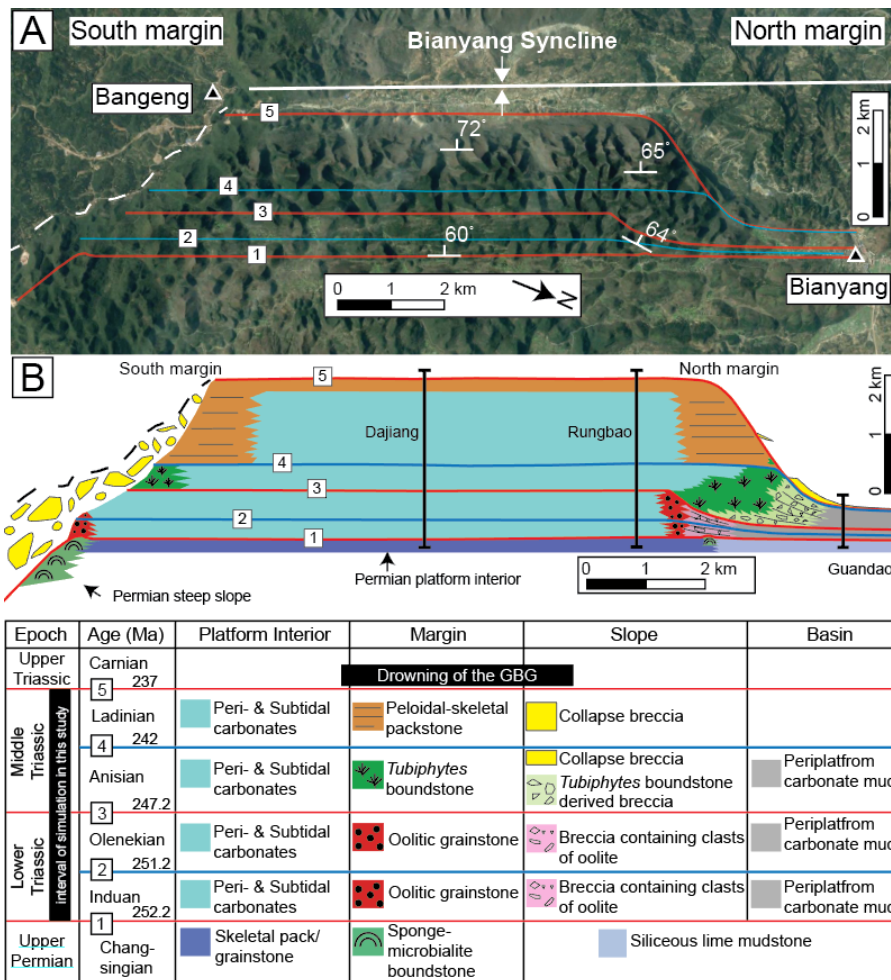 A
South margin
North margin
Bianyang Syncline
Bangeng
5
72°
65°
4
3
64°
2
60°
1
2 km
1
0
0 1 2 km
N
Bianyang
B
South margin
North margin
5
2 km
1
0
Dajiang
Rungbao
4
3
2
1
Permian platform interior
Permian steep slope
0 1 2 km
Guandao
Epoch
Age (Ma)
Platform Interior
Margin
Slope
Basin
Upper
Triassic
Carnian
Drowning of the GBG
5 237
Middle
Triassic
interval of simulation in this study
Ladinian
Peri- & Subtidal
carbonates
Peloidal-skeletal
packstone
Collapse breccia
4 242
Anisian
Peri- & Subtidal
carbonates
Tubiphytes
boundstone
Collapse breccia
Tubiphytes boundstone
derived breccia
Periplatfrom
carbonate mud
3 247.2
Lower
Triassic
Olenekian
Peri- & Subtidal
carbonates
Oolitic grainstone
Breccia containing clasts
of oolite
Periplatfrom
carbonate mud
2 251.2
Induan
Peri- & Subtidal
carbonates
Oolitic grainstone
Breccia containing clasts
of oolite
Periplatfrom
carbonate mud
1 252.2
Upper
Permian
Chang-
singian
Skeletal pack/
grainstone
Sponge-
microbialite
boundstone
Siliceous lime mudstone